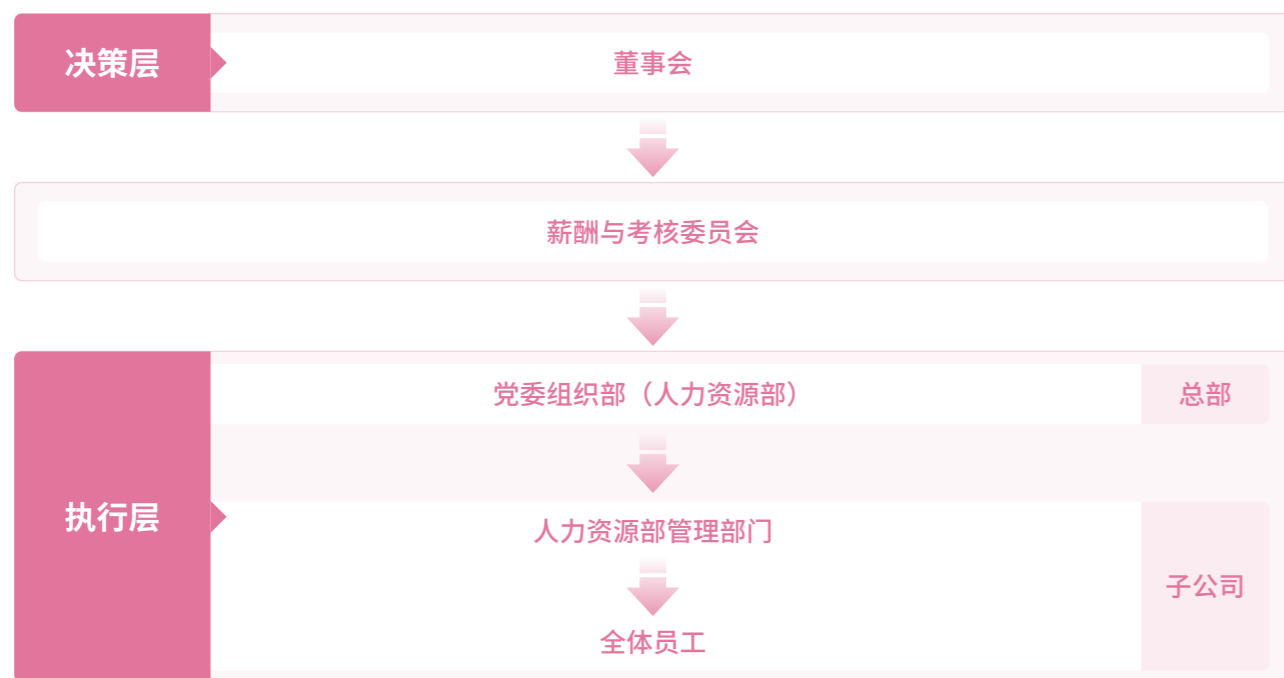 决策层
董事会
薪酬与考核委员会
执行层
党委组织部（人力资源部）
总部
人力资源部管理部门
全体员工
子公司